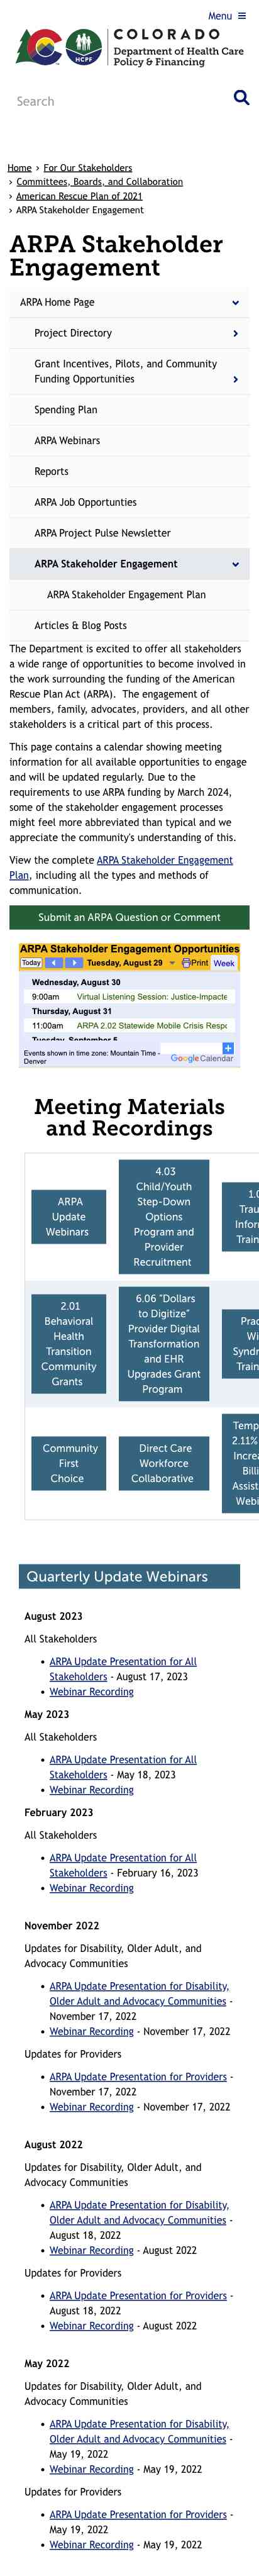 Menu
COLORADO
Department of Health Care
Policy & Financing
HCPF
Search
Home › For Our Stakeholders
› Committees, Boards, and Collaboration
› American Rescue Plan of 2021
› ARPA Stakeholder Engagement
ARPA Stakeholder
Engagement
ARPA Home Page
Project Directory
Grant Incentives, Pilots, and Community
Funding Opportunities
Spending Plan
ARPA Webinars
Reports
ARPA Job Opportunties
ARPA Project Pulse Newsletter
ARPA Stakeholder Engagement
ARPA Stakeholder Engagement Plan
Articles & Blog Posts
The Department is excited to offer all stakeholders
a wide range of opportunities to become involved in
the work surrounding the funding of the American
Rescue Plan Act (ARPA).  The engagement of
members, family, advocates, providers, and all other
stakeholders is a critical part of this process.
This page contains a calendar showing meeting
information for all available opportunities to engage
and will be updated regularly. Due to the
requirements to use ARPA funding by March 2024,
some of the stakeholder engagement processes
might feel more abbreviated than typical and we
appreciate the community's understanding of this.
View the complete ARPA Stakeholder Engagement
Plan, including all the types and methods of
communication.
Submit an ARPA Question or Comment
ARPA Stakeholder Engagement Opportunities
Today Tuesday, August 29 Print Week
Wednesday, August 30
9:00am Virtual Listening Session: Justice-Impacte
Thursday, August 31
11:00am ARPA 2.02 Statewide Mobile Crisis Respo
Tuesday, September 5
Events shown in time zone: Mountain Time -
Denver
Google Calendar
Meeting Materials
and Recordings
ARPA
Update
Webinars
4.03
Child/Youth
Step-Down
Options
Program and
Provider
Recruitment
1.0
Trau
Infor
Train
2.01
Behavioral
Health
Transition
Community
Grants
6.06 “Dollars
to Digitize”
Provider Digital
Transformation
and EHR
Upgrades Grant
Program
Prac
Wi
Syndr
Train
Community
First
Choice
Direct Care
Workforce
Collaborative
Temp
2.11%
Increa
Billi
Assist
Webi
Quarterly Update Webinars
August 2023
All Stakeholders
• ARPA Update Presentation for All
Stakeholders - August 17, 2023
• Webinar Recording
May 2023
All Stakeholders
• ARPA Update Presentation for All
Stakeholders - May 18, 2023
• Webinar Recording
February 2023
All Stakeholders
• ARPA Update Presentation for All
Stakeholders - February 16, 2023
• Webinar Recording
November 2022
Updates for Disability, Older Adult, and
Advocacy Communities
• ARPA Update Presentation for Disability,
Older Adult and Advocacy Communities -
November 17, 2022
• Webinar Recording - November 17, 2022
Updates for Providers
• ARPA Update Presentation for Providers -
November 17, 2022
• Webinar Recording - November 17, 2022
August 2022
Updates for Disability, Older Adult, and
Advocacy Communities
• ARPA Update Presentation for Disability,
Older Adult and Advocacy Communities -
August 18, 2022
• Webinar Recording - August 2022
Updates for Providers
• ARPA Update Presentation for Providers -
August 18, 2022
• Webinar Recording - August 2022
May 2022
Updates for Disability, Older Adult, and
Advocacy Communities
• ARPA Update Presentation for Disability,
Older Adult and Advocacy Communities -
May 19, 2022
• Webinar Recording - May 19, 2022
Updates for Providers
• ARPA Update Presentation for Providers -
May 19, 2022
• Webinar Recording - May 19, 2022